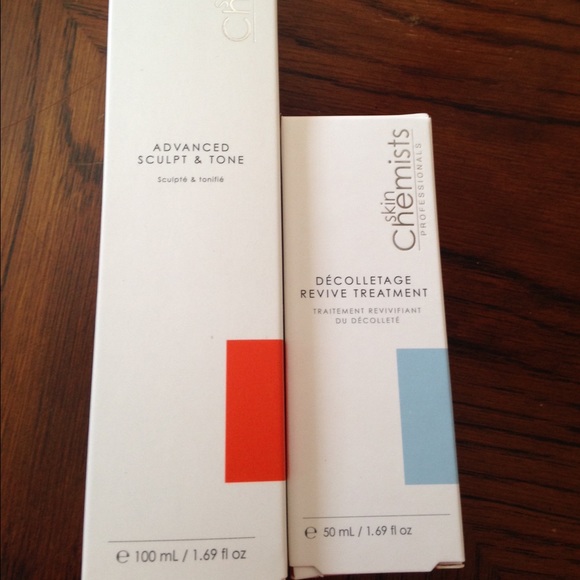 ADVANCED
SCULPT & TONE
Sculpté & tonifié
℮ 100 mL / 1.69 fl oz
skin
Chemists
PROFESSIONALS
DÉCOLLETAGE
REVIVE TREATMENT
TRAITEMENT REVIVIFIANT
DU DÉCOLLETÉ
℮ 50 mL / 1.69 fl oz